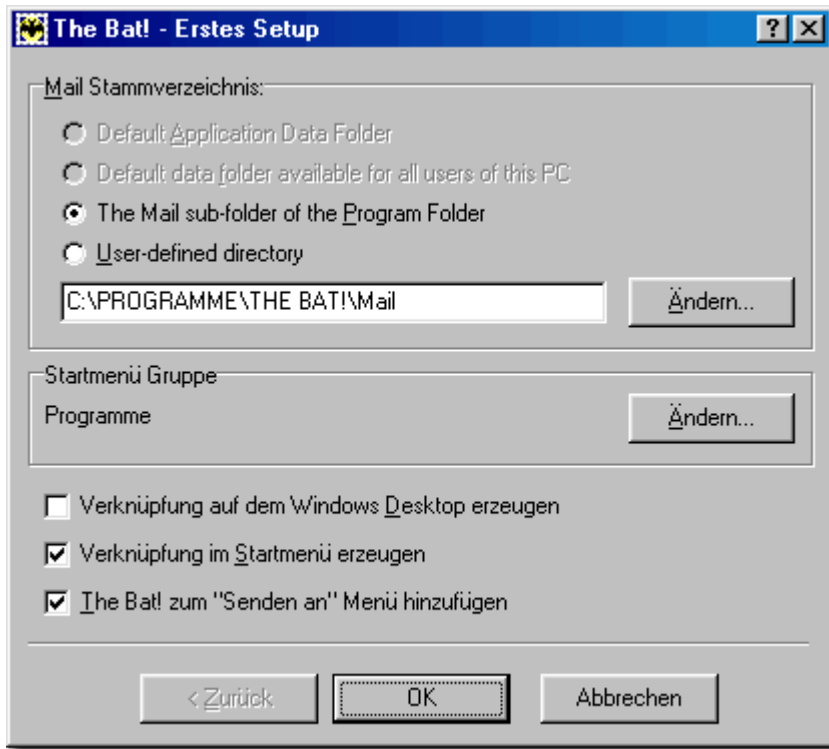 The Bat! - Erstes Setup
Mail Stammverzeichnis:
Default Application Data Folder
Default data folder available for all users of this PC
The Mail sub-folder of the Program Folder
User-defined directory
C:\PROGRAMME\THE BAT!\Mail Ändern...
Startmenü Gruppe
Programme Ändern...
Verknüpfung auf dem Windows Desktop erzeugen
Verknüpfung im Startmenü erzeugen
The Bat! zum "Senden an" Menü hinzufügen
< Zurück OK Abbrechen